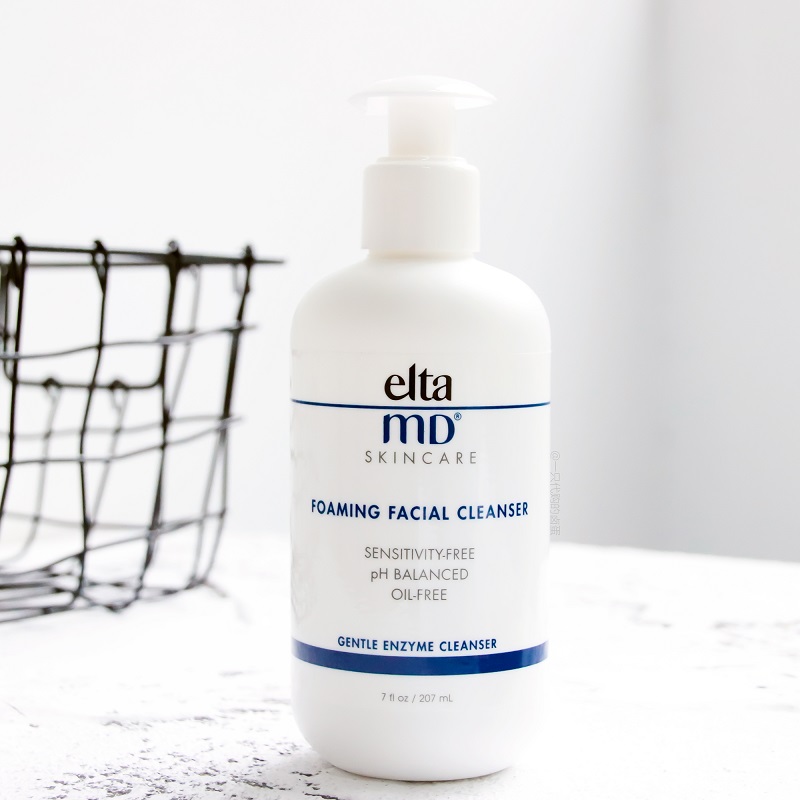 elta
MD®
SKINCARE
FOAMING FACIAL CLEANSER
SENSITIVITY-FREE
pH BALANCED
OIL-FREE
GENTLE ENZYME CLEANSER
7 fl oz / 207 mL